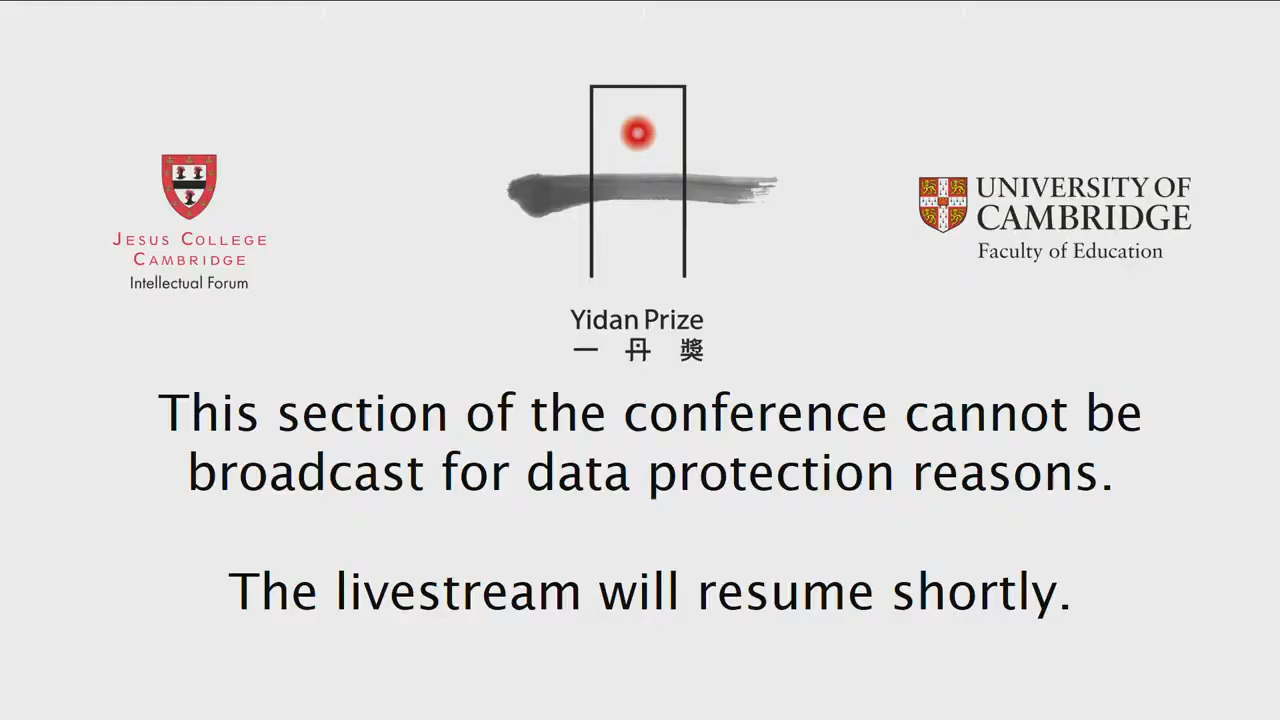 JESUS COLLEGE
CAMBRIDGE
Intellectual Forum
Yidan Prize
一丹獎
UNIVERSITY OF
CAMBRIDGE
Faculty of Education
This section of the conference cannot be
broadcast for data protection reasons.
The livestream will resume shortly.